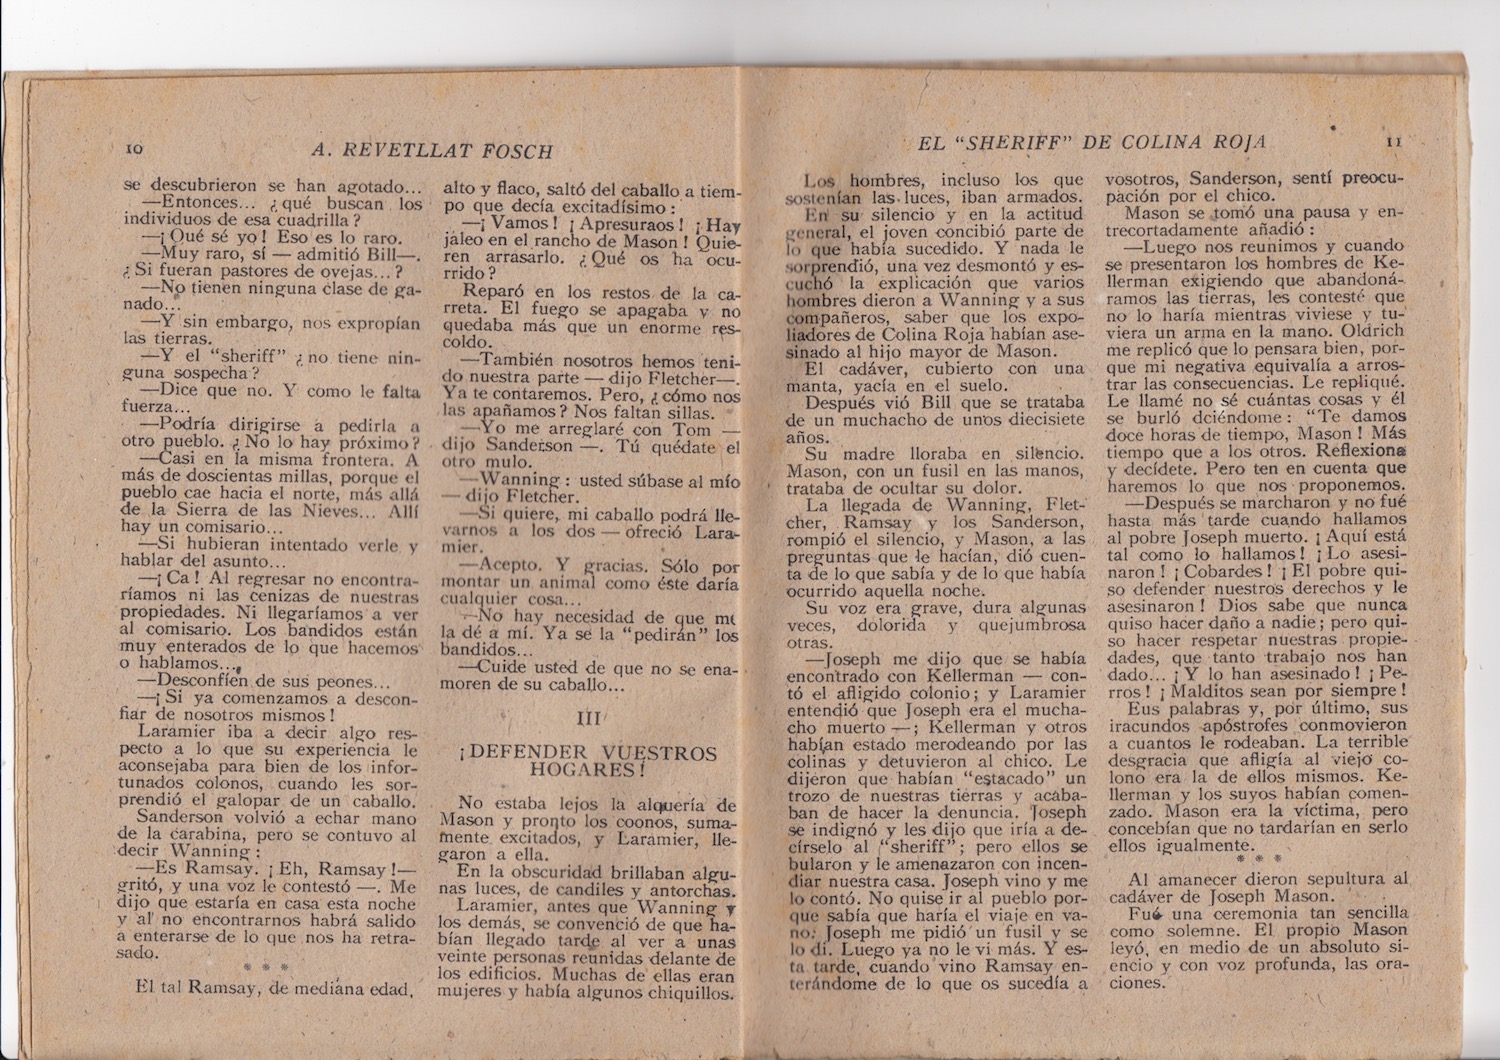 10
A. REVETLLAT FOSCH
se descubrieron se han agotado...
—Entonces... ¿qué buscan los
individuos de esa cuadrilla?
—¡Qué sé yo! Eso es lo raro.
—Muy raro, sí — admitió Bill—.
¿Si fueran pastores de ovejas...?
—No tienen ninguna clase de ga-
nado...
—Y sin embargo, nos expropían
las tierras.
—Y el "sheriff" ¿no tiene nin-
guna sospecha?
—Dice que no. Y como le falta
fuerza...
—Podría dirigirse a pedirla a
otro pueblo. ¿No lo hay próximo?
—Casi en la misma frontera. A
más de doscientas millas, porque el
pueblo cae hacia el norte, más allá
de la Sierra de las Nieves... Allí
hay un comisario...
—Si hubieran intentado verle y
hablar del asunto...
—¡Ca! Al regresar no encontra-
ríamos ni las cenizas de nuestras
propiedades. Ni llegaríamos a ver
al comisario. Los bandidos están
muy enterados de lo que hacemos
o hablamos...
—Desconfíen de sus peones...
—¡Si ya comenzamos a descon-
fiar de nosotros mismos!
Laramier iba a decir algo res-
pecto a lo que su experiencia le
aconsejaba para bien de los infor-
tunados colonos, cuando les sor-
prendió el galopar de un caballo.
Sanderson volvió a echar mano
de la carabina, pero se contuvo al
decir Wanning:
—Es Ramsay. ¡Eh, Ramsay!—
gritó, y una voz le contestó —. Me
dijo que estaría en casa esta noche
y al no encontrarnos habrá salido
a enterarse de lo que nos ha retra-
sado.
* * *
El tal Ramsay, de mediana edad,
alto y flaco, saltó del caballo a tiem-
po que decía excitadísimo:
—¡Vamos! ¡Apresuraos! ¡Hay
jaleo en el rancho de Mason! Quie-
ren arrasarlo. ¿Qué os ha ocu-
rrido?
Reparó en los restos de la ca-
rreta. El fuego se apagaba y no
quedaba más que un enorme res-
coldo.
—También nosotros hemos teni-
do nuestra parte — dijo Fletcher—.
Ya te contaremos. Pero, ¿cómo nos
las apañamos? Nos faltan sillas.
—Yo me arreglaré con Tom —
dijo Sanderson —. Tú quédate el
otro mulo.
—Wanning: usted súbase al mío
— dijo Fletcher.
—Si quiere, mi caballo podrá lle-
varnos a los dos — ofreció Lara-
mier.
—Acepto. Y gracias. Sólo por
montar un animal como éste daría
cualquier cosa...
—No hay necesidad de que me
la dé a mí. Ya se la "pedirán" los
bandidos...
—Cuide usted de que no se ena-
moren de su caballo...
III
¡DEFENDER VUESTROS
HOGARES!
No estaba lejos la alquería de
Mason y pronto los coonos, suma-
mente excitados, y Laramier, lle-
garon a ella.
En la obscuridad brillaban algu-
nas luces, de candiles y antorchas.
Laramier, antes que Wanning y
los demás, se convenció de que ha-
bían llegado tarde al ver a unas
veinte personas reunidas delante de
los edificios. Muchas de ellas eran
mujeres y había algunos chiquillos.
EL "SHERIFF" DE COLINA ROJA
11
Los hombres, incluso los que
sostenían las luces, iban armados.
En su silencio y en la actitud
general, el joven concibió parte de
lo que había sucedido. Y nada le
sorprendió, una vez desmontó y es-
cuchó la explicación que varios
hombres dieron a Wanning y a sus
compañeros, saber que los expo-
liadores de Colina Roja habían ase-
sinado al hijo mayor de Mason.
El cadáver, cubierto con una
manta, yacía en el suelo.
Después vió Bill que se trataba
de un muchacho de unos diecisiete
años.
Su madre lloraba en silencio.
Mason, con un fusil en las manos,
trataba de ocultar su dolor.
La llegada de Wanning, Flet-
cher, Ramsay y los Sanderson,
rompió el silencio, y Mason, a las
preguntas que le hacían, dió cuen-
ta de lo que sabía y de lo que había
ocurrido aquella noche.
Su voz era grave, dura algunas
veces, dolorida y quejumbrosa
otras.
—Joseph me dijo que se había
encontrado con Kellerman — con-
tó el afligido colonio; y Laramier
entendió que Joseph era el mucha-
cho muerto —; Kellerman y otros
habían estado merodeando por las
colinas y detuvieron al chico. Le
dijeron que habían "estacado" un
trozo de nuestras tierras y acaba-
ban de hacer la denuncia. Joseph
se indignó y les dijo que iría a de-
círselo al "sheriff"; pero ellos se
bularon y le amenazaron con incen-
diar nuestra casa. Joseph vino y me
lo contó. No quise ir al pueblo por-
que sabía que haría el viaje en va-
no. Joseph me pidió un fusil y se
lo dí. Luego ya no le vi más. Y es-
ta tarde, cuando vino Ramsay en-
terándome de lo que os sucedía a
vosotros, Sanderson, sentí preocu-
pación por el chico.
Mason se tomó una pausa y en-
trecortadamente añadió:
—Luego nos reunimos y cuando
se presentaron los hombres de Ke-
llerman exigiendo que abandoná-
ramos las tierras, les contesté que
no lo haría mientras viviese y tu-
viera un arma en la mano. Oldrich
me replicó que lo pensara bien, por-
que mi negativa equivalía a arros-
trar las consecuencias. Le repliqué.
Le llamé no sé cuántas cosas y él
se burló dciéndome: "Te damos
doce horas de tiempo, Mason! Más
tiempo que a los otros. Reflexiona
y decídete. Pero ten en cuenta que
haremos lo que nos proponemos.
—Después se marcharon y no fué
hasta más tarde cuando hallamos
al pobre Joseph muerto. ¡Aquí está
tal como lo hallamos! ¡Lo asesi-
naron! ¡Cobardes! ¡El pobre qui-
so defender nuestros derechos y le
asesinaron! Dios sabe que nunca
quiso hacer daño a nadie; pero qui-
so hacer respetar nuestras propie-
dades, que tanto trabajo nos han
dado... ¡Y lo han asesinado! ¡Pe-
rros! ¡Malditos sean por siempre!
Eus palabras y, por último, sus
iracundos apóstrofes conmovieron
a cuantos le rodeaban. La terrible
desgracia que afligía al viejo co-
lono era la de ellos mismos. Ke-
llerman y los suyos habían comen-
zado. Mason era la víctima, pero
concebían que no tardarían en serlo
ellos igualmente.
* * *
Al amanecer dieron sepultura al
cadáver de Joseph Mason.
Fué una ceremonia tan sencilla
como solemne. El propio Mason
leyó, en medio de un absoluto si-
encio y con voz profunda, las ora-
ciones.